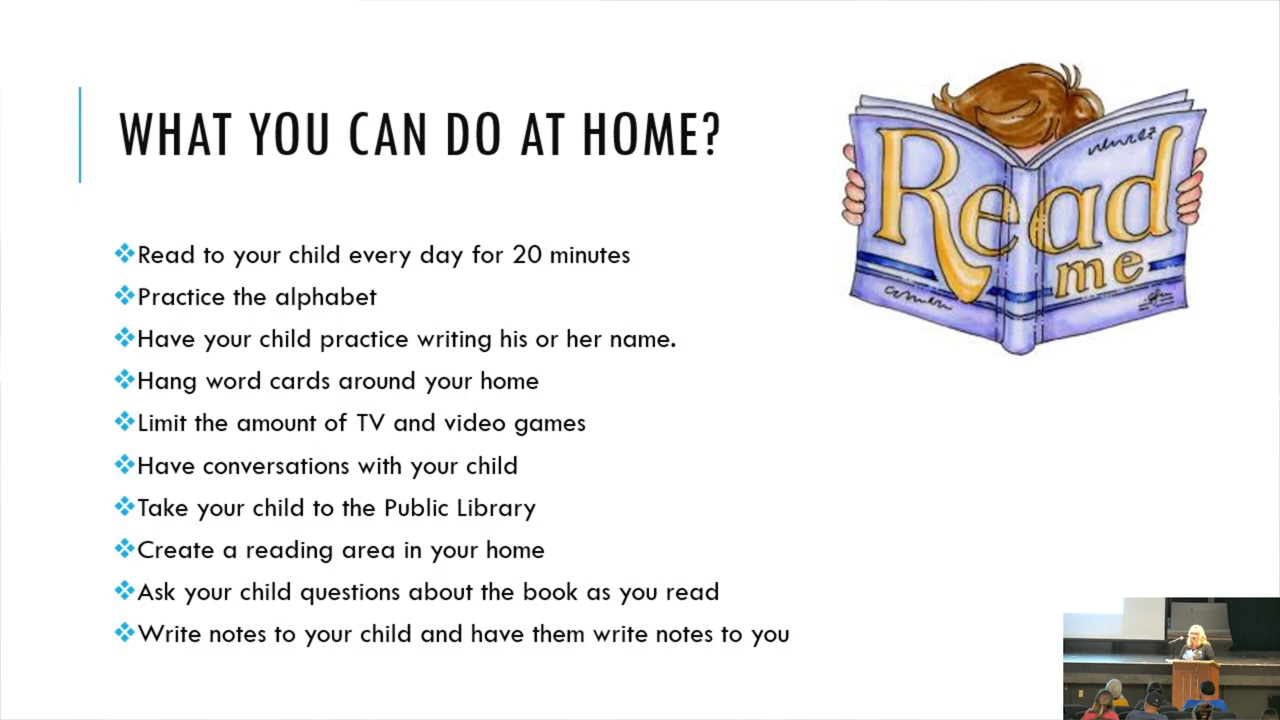 WHAT YOU CAN DO AT HOME?
Read
me
Read to your child every day for 20 minutes
Practice the alphabet
Have your child practice writing his or her name.
Hang word cards around your home
Limit the amount of TV and video games
Have conversations with your child
Take your child to the Public Library
Create a reading area in your home
Ask your child questions about the book as you read
Write notes to your child and have them write notes to you